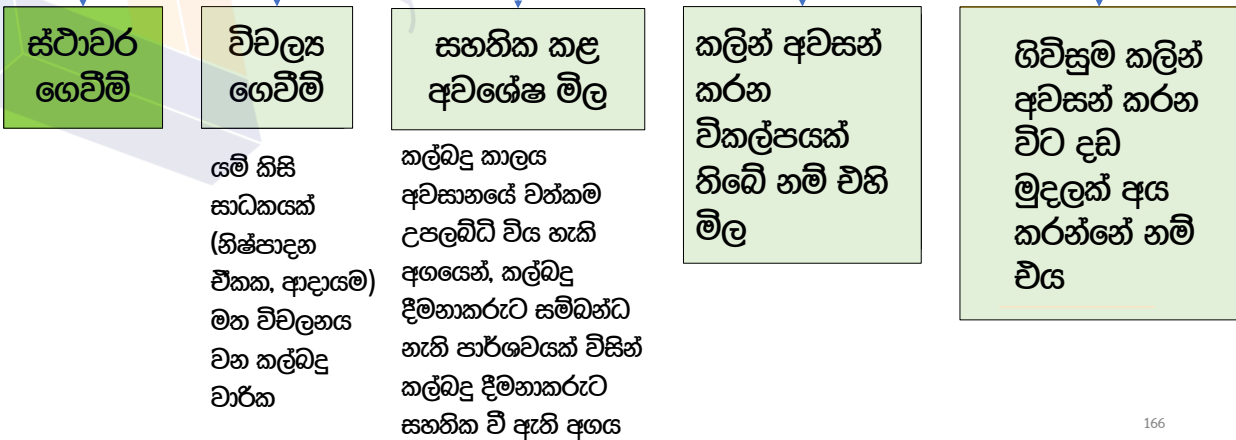 ස්ථාවර
ගෙවීම්
විචල්‍ය
ගෙවීම්
යම් කිසි
සාධකයක්
(නිෂ්පාදන
ඒකක, ආදායම)
මත විචලනය
වන කල්බදු
වාරික
සහතික කළ
අවශේෂ මිල
කල්බදු කාලය
අවසානයේ වත්කම
උපලබ්ධි විය හැකි
අගයෙන්, කල්බදු
දීමනාකරුට සම්බන්ධ
නැති පාර්ශවයක් විසින්
කල්බදු දීමනාකරුට
සහතික වී ඇති අගය
කලින් අවසන්
කරන
විකල්පයක්
තිබේ නම් එහි
මිල
ගිවිසුම කලින්
අවසන් කරන
විට දඩ
මුදලක් අය
කරන්නේ නම්
එය
166